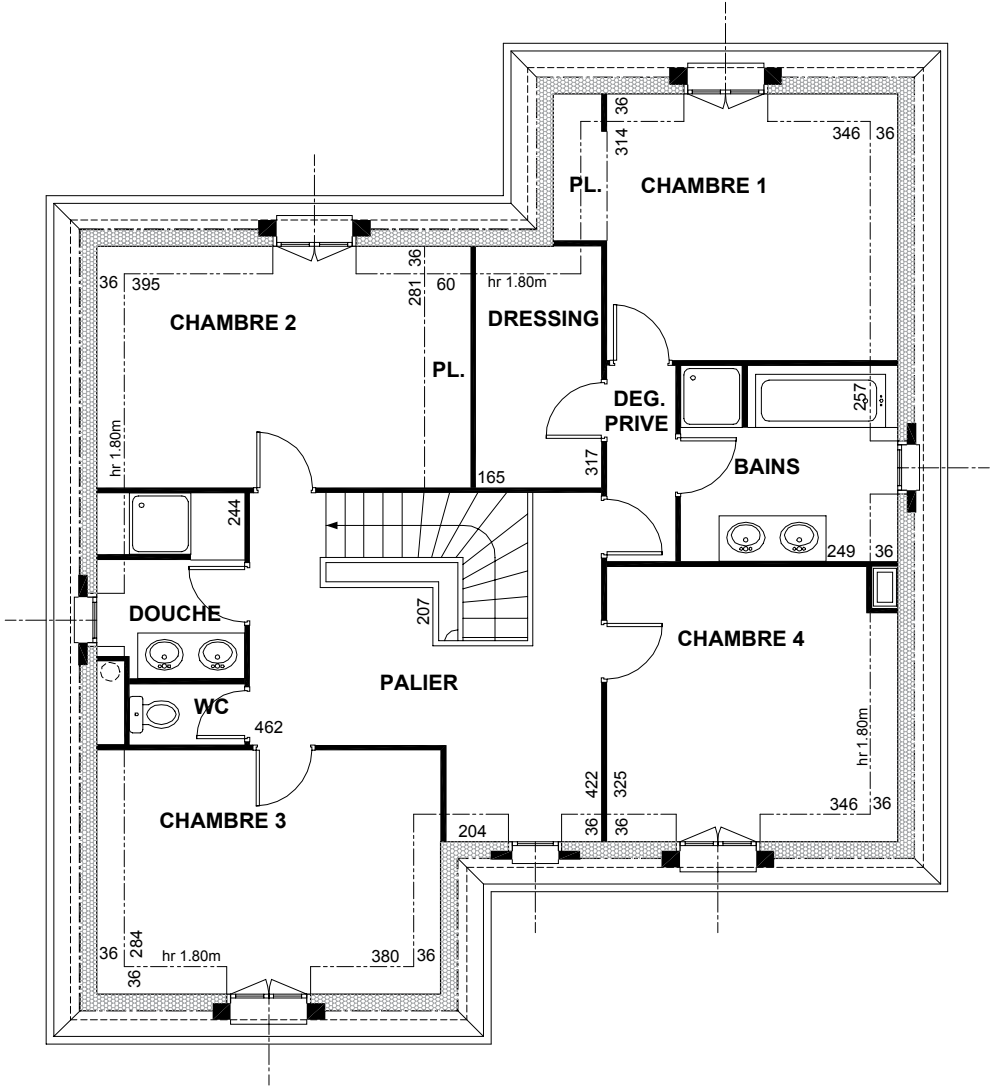 36
314
346 36
PL.
CHAMBRE 1
36 395
36
281
60
hr 1.80m
CHAMBRE 2
DRESSING
PL.
DEG.
PRIVE
257
hr 1.80m
165
317
BAINS
244
249 36
207
DOUCHE
CHAMBRE 4
PALIER
WC
462
hr 1.80m
422
325
CHAMBRE 3
204
36
36
346 36
36
284
36
hr 1.80m
380 36